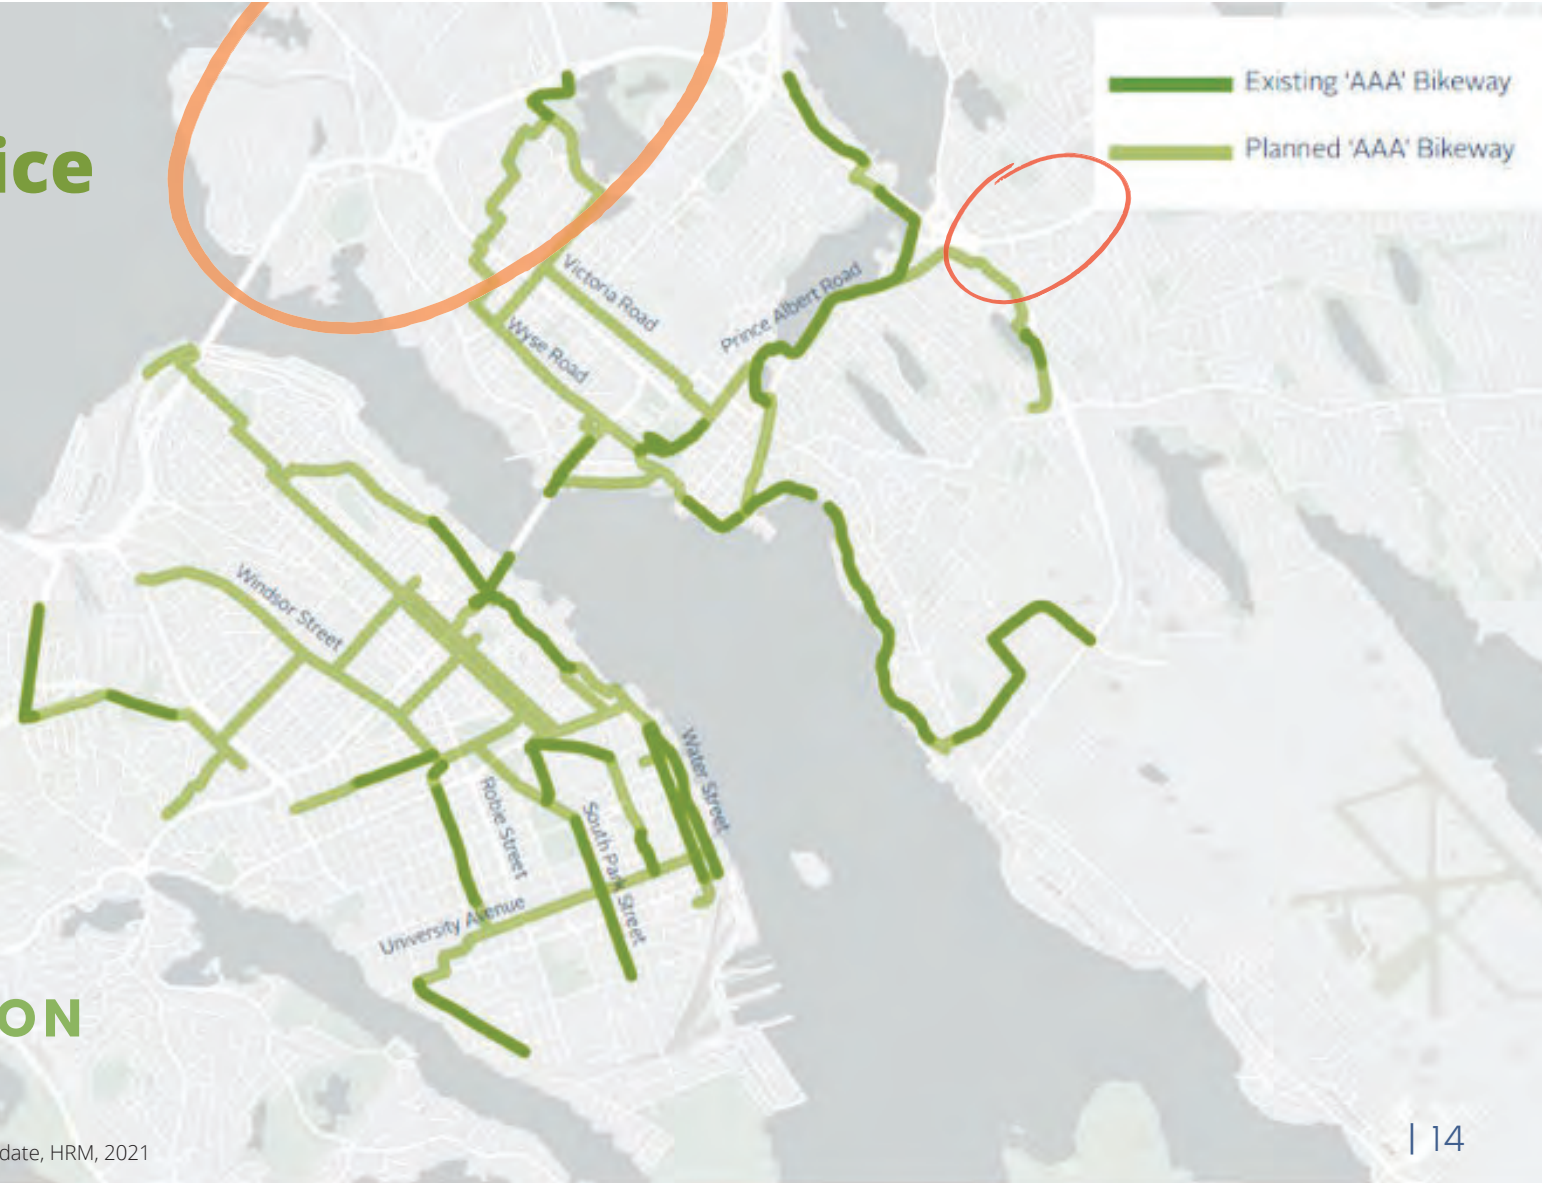 Existing 'AAA' Bikeway
Planned 'AAA' Bikeway
ice
Victoria Road
Prince Albert Road
Wyse Road
Windsor Street
Water Street
Robie Street
South Park Street
University Avenue
ON
| 14
date, HRM, 2021